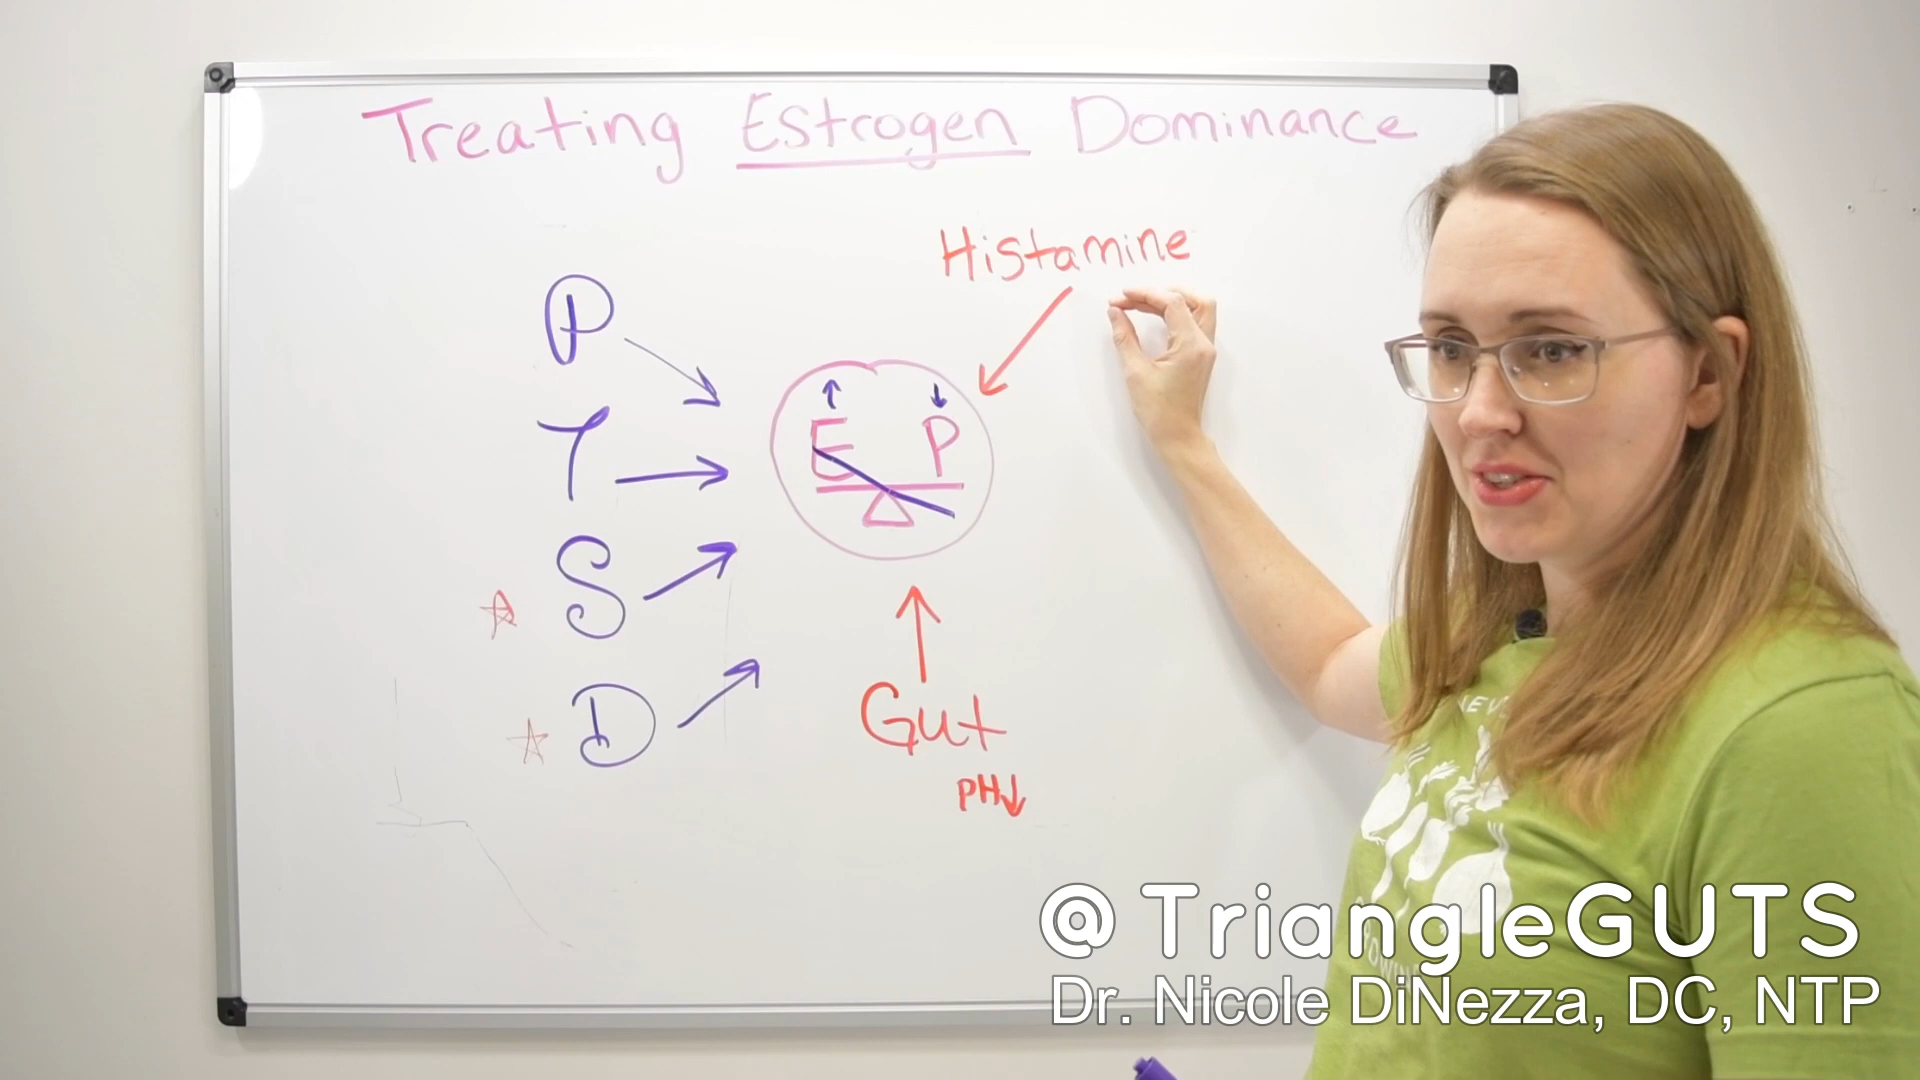 Treating Estrogen Dominance
Histamine
P
↑ ↓
E P
T
S
Gut
D
pH↓
@TriangleGUTS
Dr. Nicole DiNezza, DC, NTP